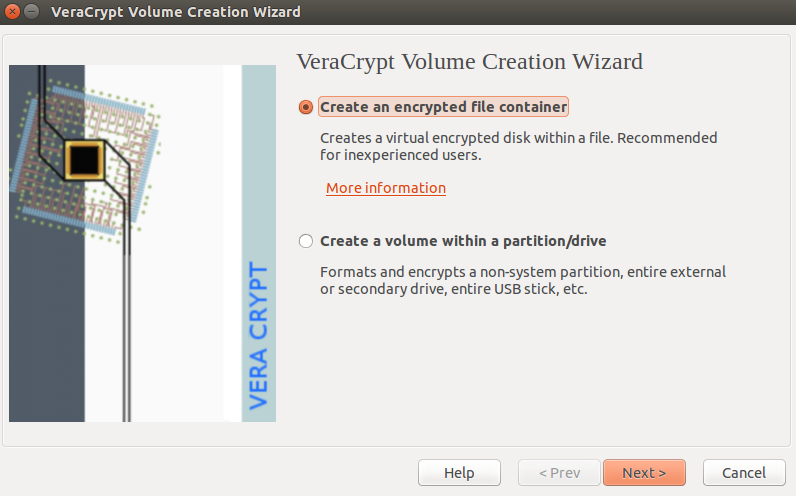 VeraCrypt Volume Creation Wizard
VeraCrypt Volume Creation Wizard
Create an encrypted file container
Creates a virtual encrypted disk within a file. Recommended
for inexperienced users.
More information
Create a volume within a partition/drive
Formats and encrypts a non-system partition, entire external
or secondary drive, entire USB stick, etc.
VERA CRYPT
Help
< Prev
Next >
Cancel